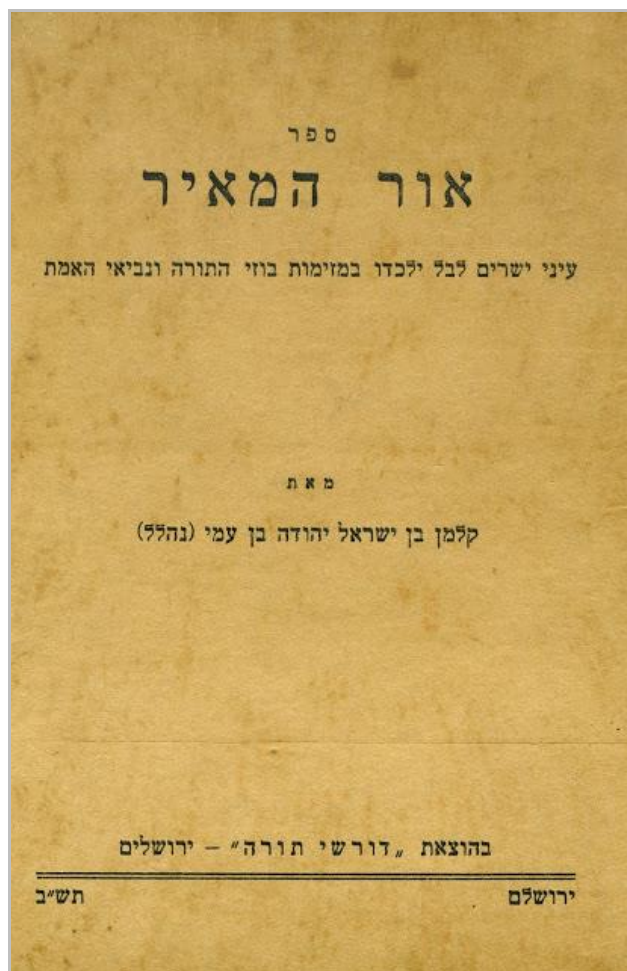 ספר
אור המאיר
עיני ישרים לבל ילכדו במזימות בוזי התורה ונביאי האמת
מאת
קלמן בן ישראל יהודה בן עמי (נהלל)
בהוצאת „דורשי תורה״ – ירושלים
ירושלם תש״ב